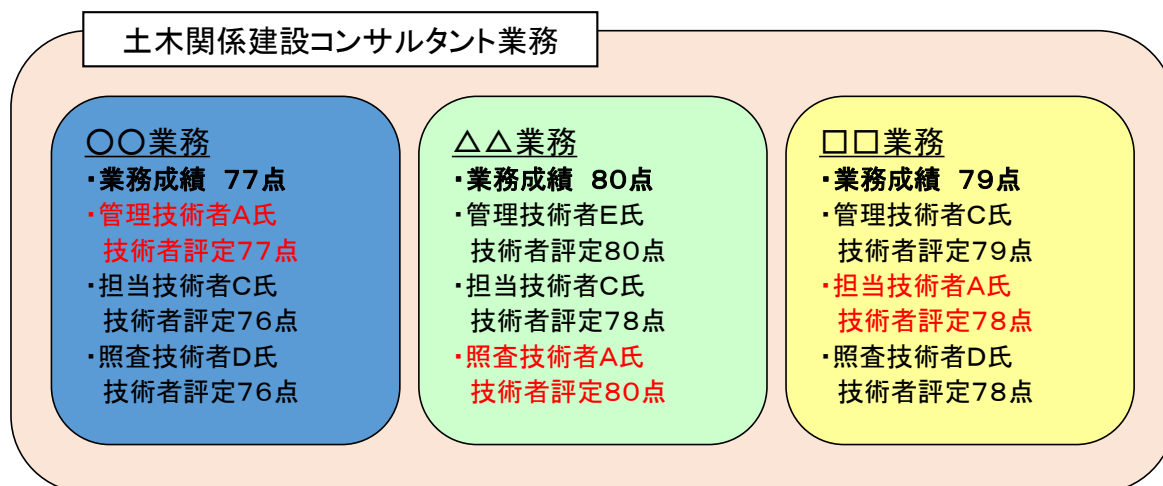 土木関係建設コンサルタント業務
〇〇業務
・業務成績　７７点
・管理技術者Ａ氏
技術者評定７７点
・担当技術者Ｃ氏
技術者評定７６点
・照査技術者Ｄ氏
技術者評定７６点
△△業務
・業務成績　８０点
・管理技術者Ｅ氏
技術者評定８０点
・担当技術者Ｃ氏
技術者評定７８点
・照査技術者Ａ氏
技術者評定８０点
□□業務
・業務成績　７９点
・管理技術者Ｃ氏
技術者評定７９点
・担当技術者Ａ氏
技術者評定７８点
・照査技術者Ｄ氏
技術者評定７８点